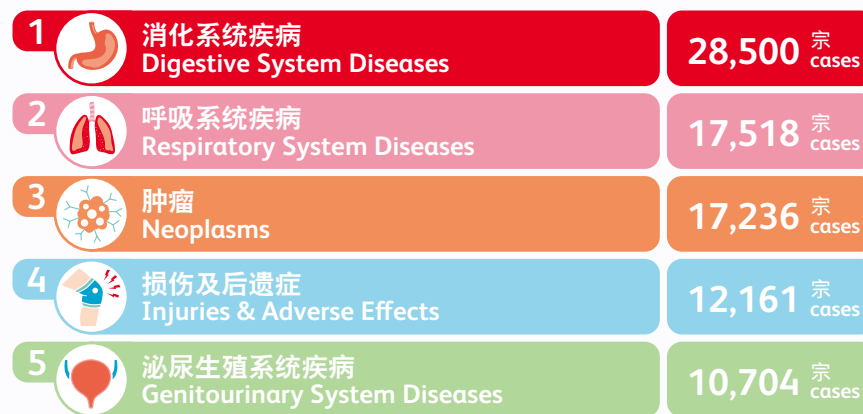 1
消化系统疾病
Digestive System Diseases
28,500 宗
cases
2
呼吸系统疾病
Respiratory System Diseases
17,518 宗
cases
3
肿瘤
Neoplasms
17,236 宗
cases
4
损伤及后遗症
Injuries & Adverse Effects
12,161 宗
cases
5
泌尿生殖系统疾病
Genitourinary System Diseases
10,704 宗
cases